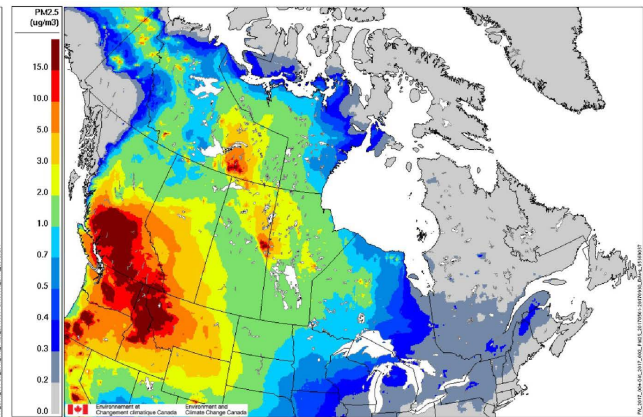 PM2.5
(ug/m3)
15.0
10.0
5.0
3.0
2.0
1.0
0.7
0.5
0.4
0.3
0.2
0.0
Environnement et
Changement climatique Canada
Environment and
Climate Change Canada